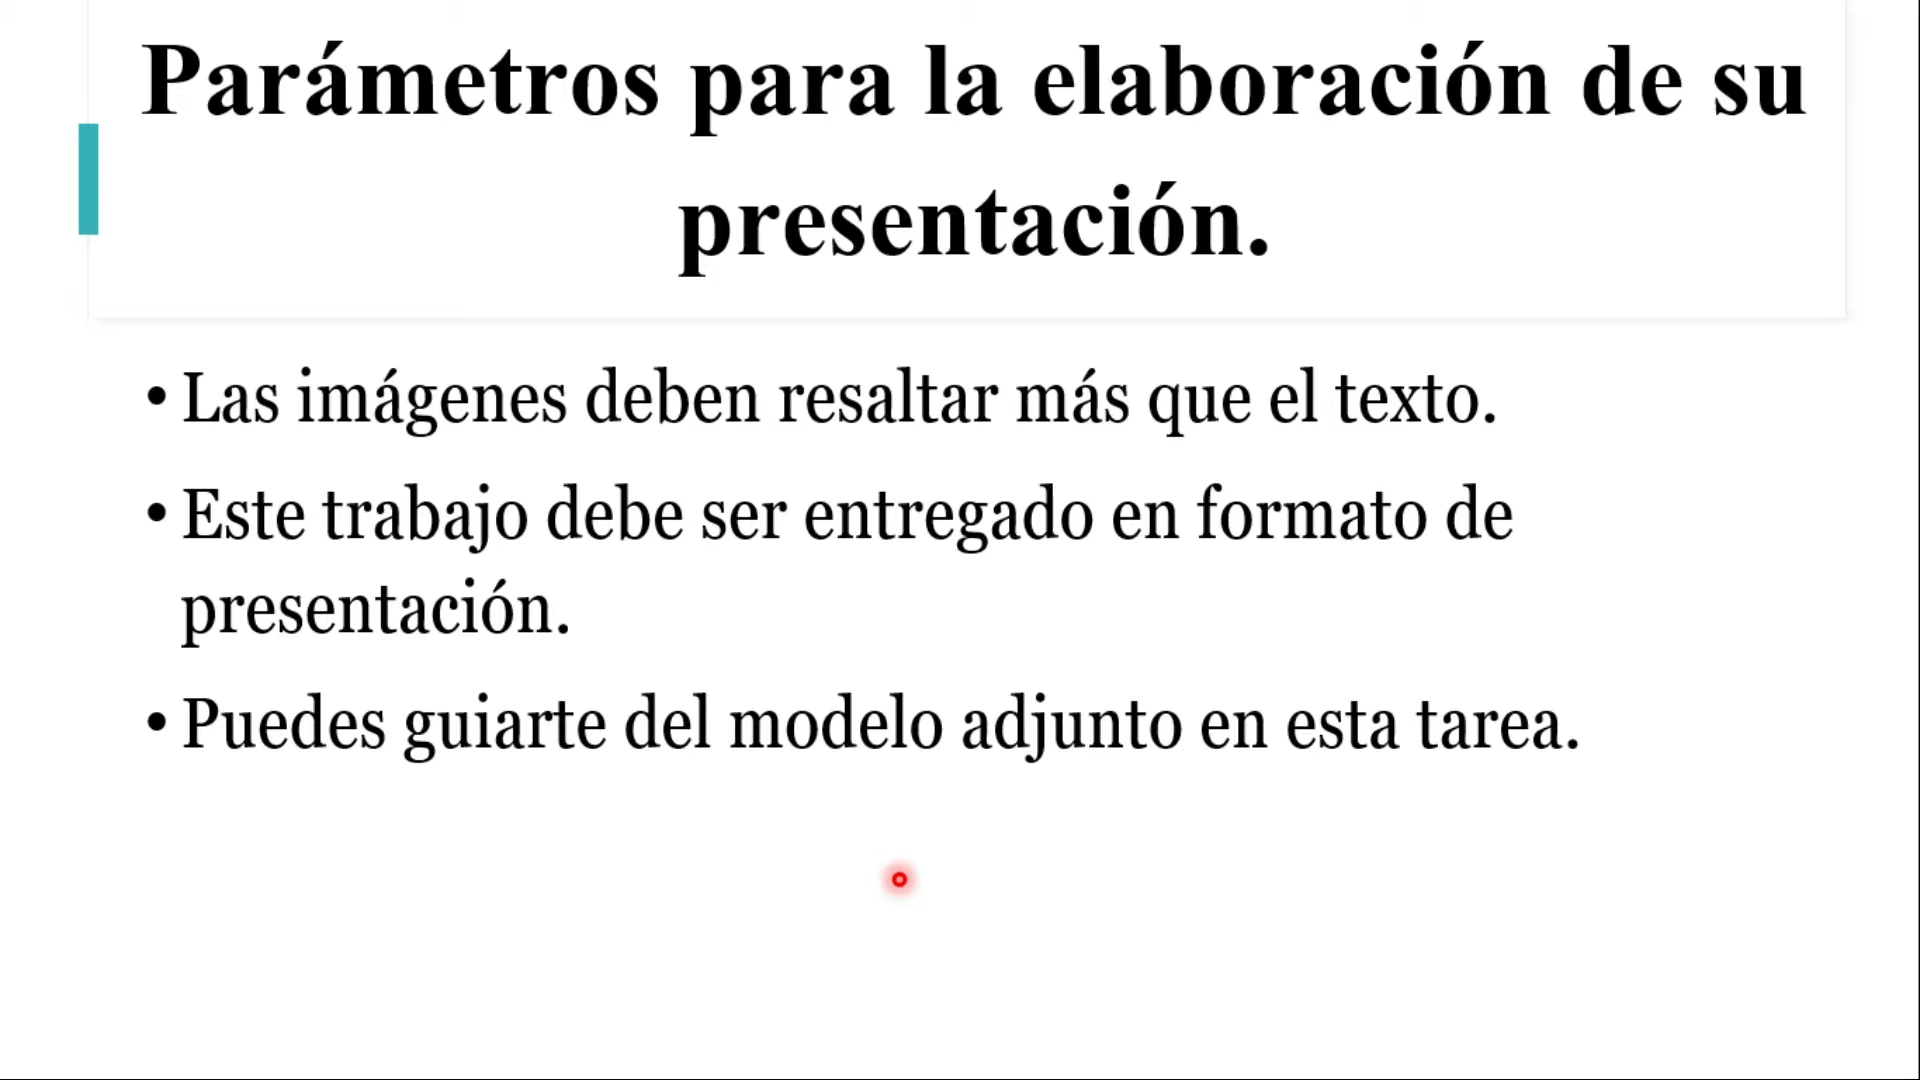 Parámetros para la elaboración de su
presentación.
• Las imágenes deben resaltar más que el texto.
• Este trabajo debe ser entregado en formato de
presentación.
• Puedes guiarte del modelo adjunto en esta tarea.